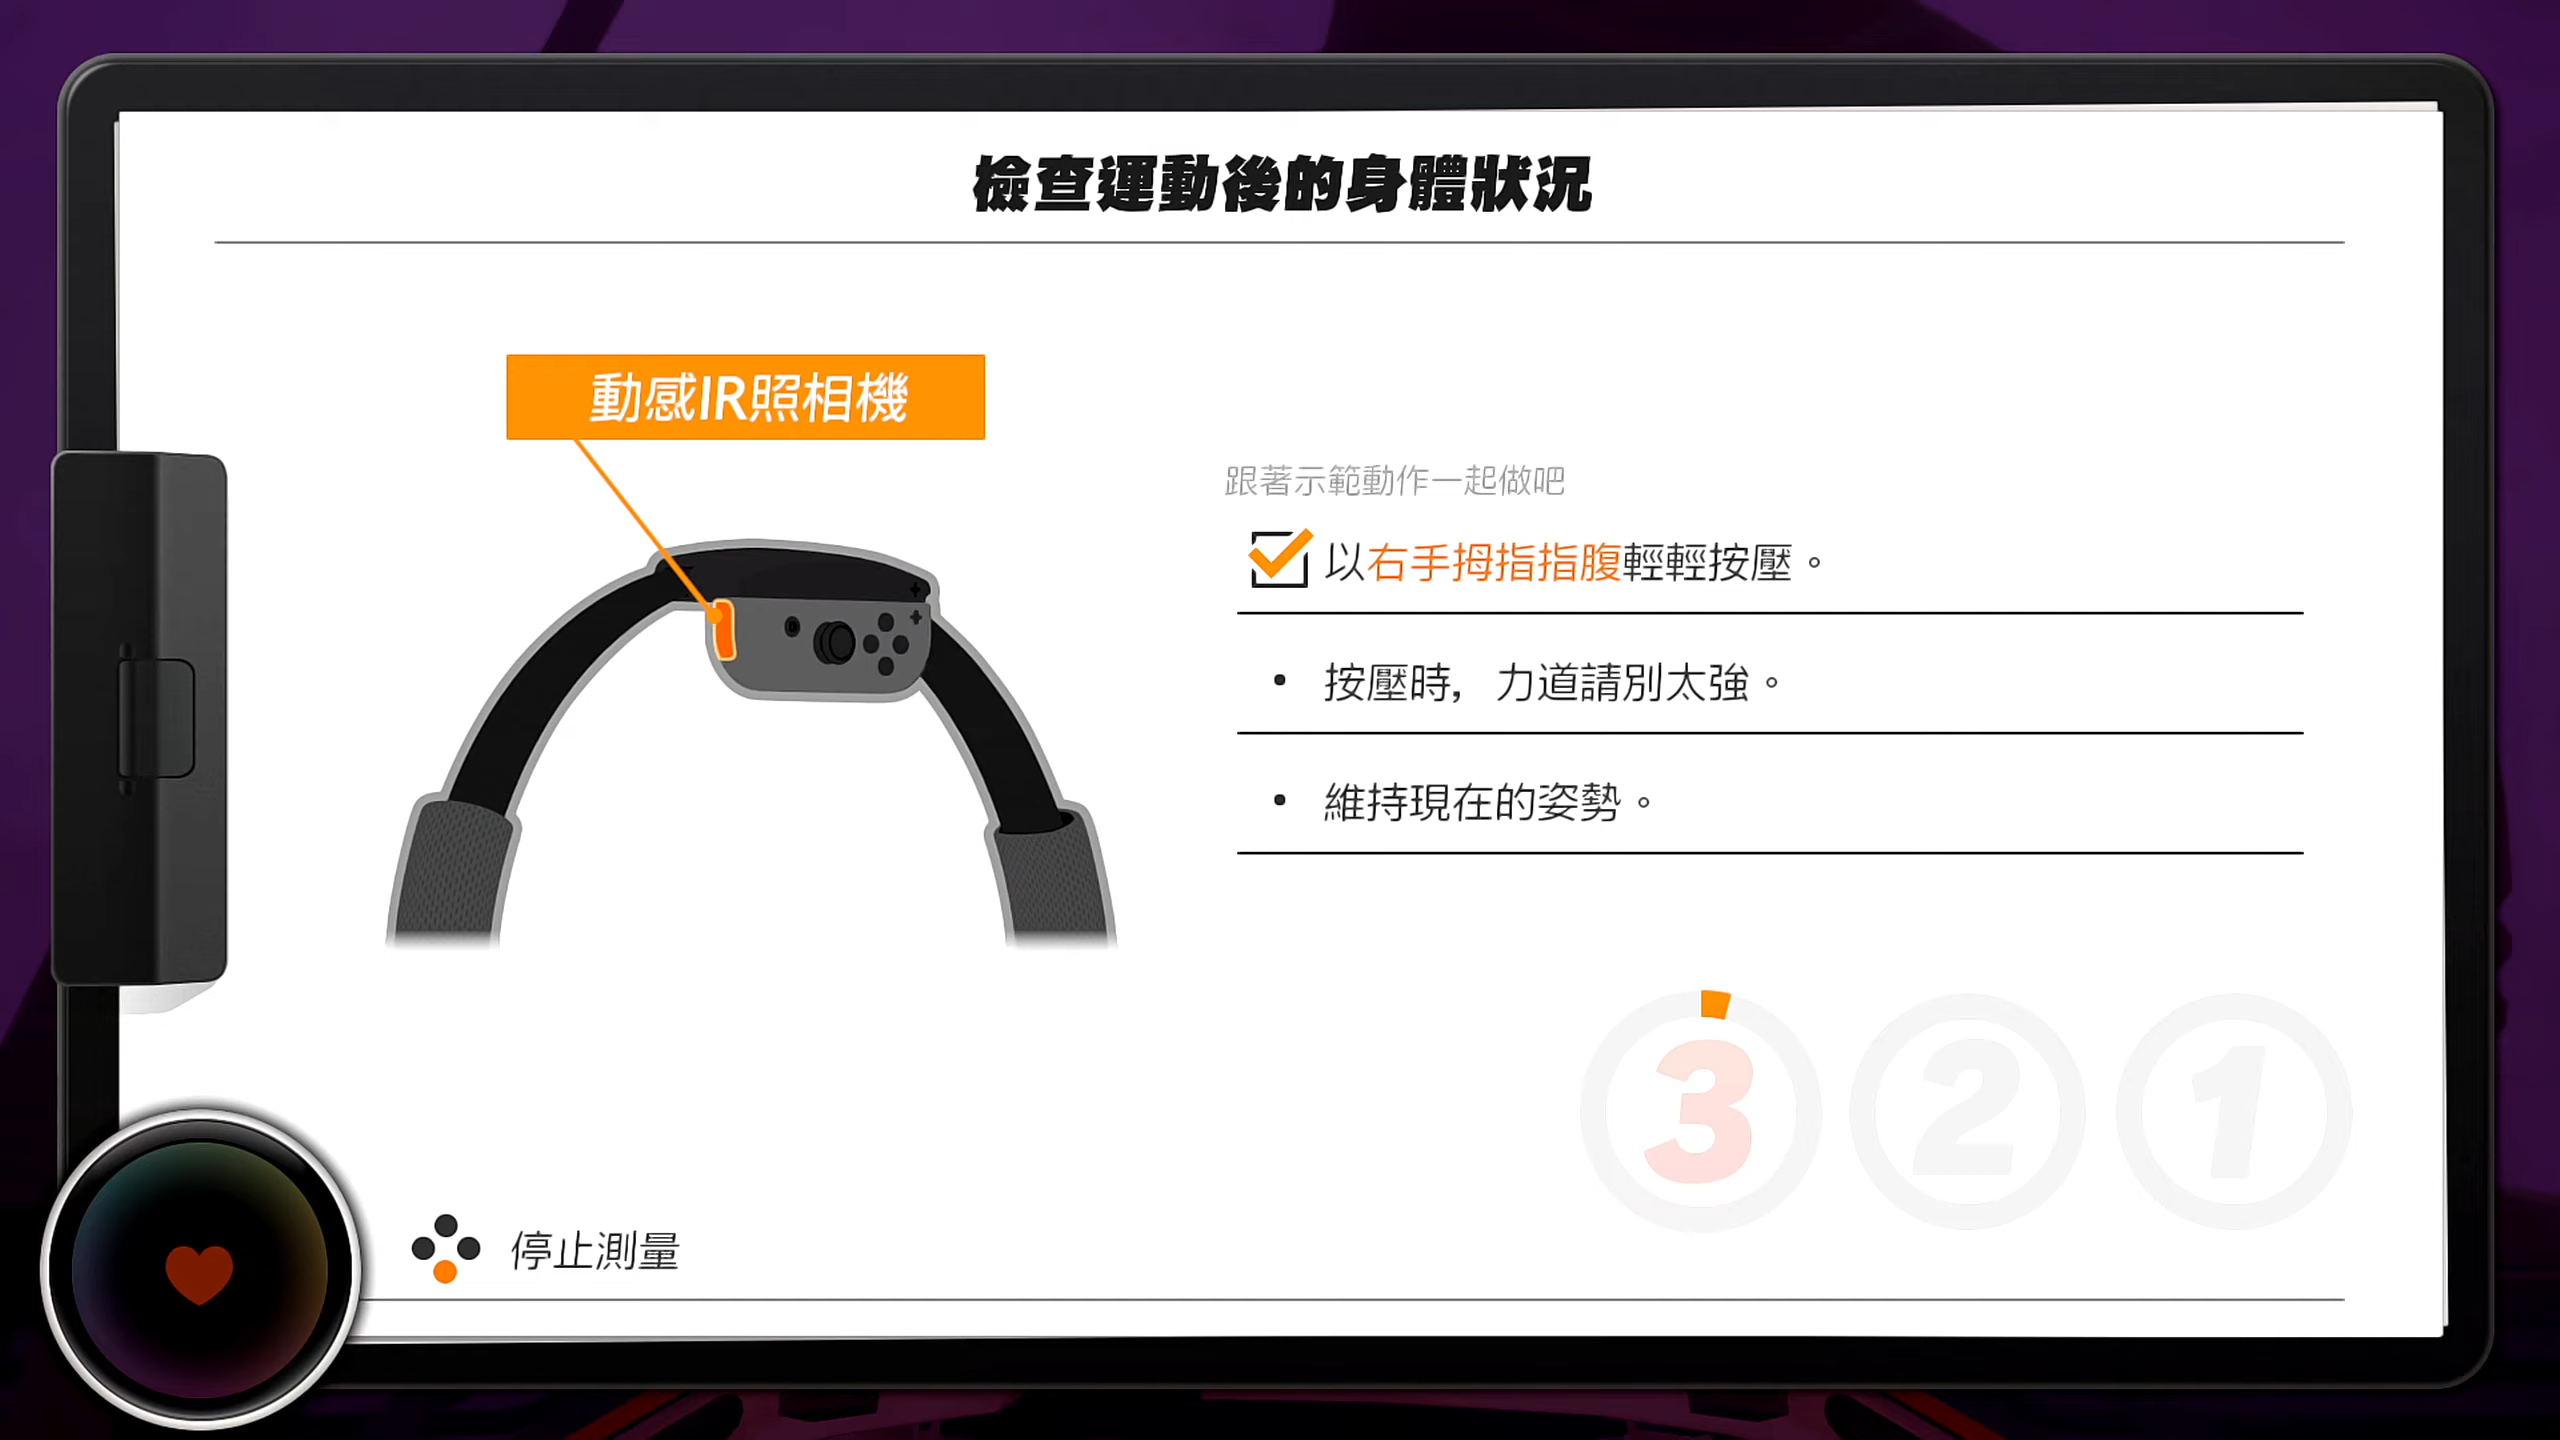 檢查運動後的身體狀況
動感IR照相機
跟著示範動作一起做吧
以右手拇指指腹輕輕按壓。
• 按壓時，力道請別太強。
• 維持現在的姿勢。
3 2 1
停止測量